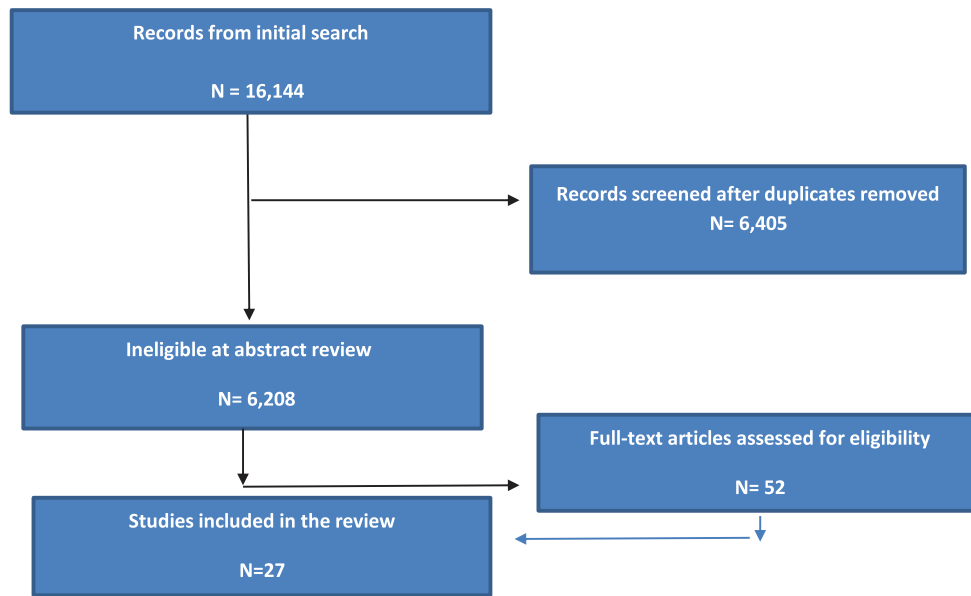 Records from initial search
N = 16,144
Records screened after duplicates removed
N= 6,405
Ineligible at abstract review
N= 6,208
Full-text articles assessed for eligibility
N= 52
Studies included in the review
N=27